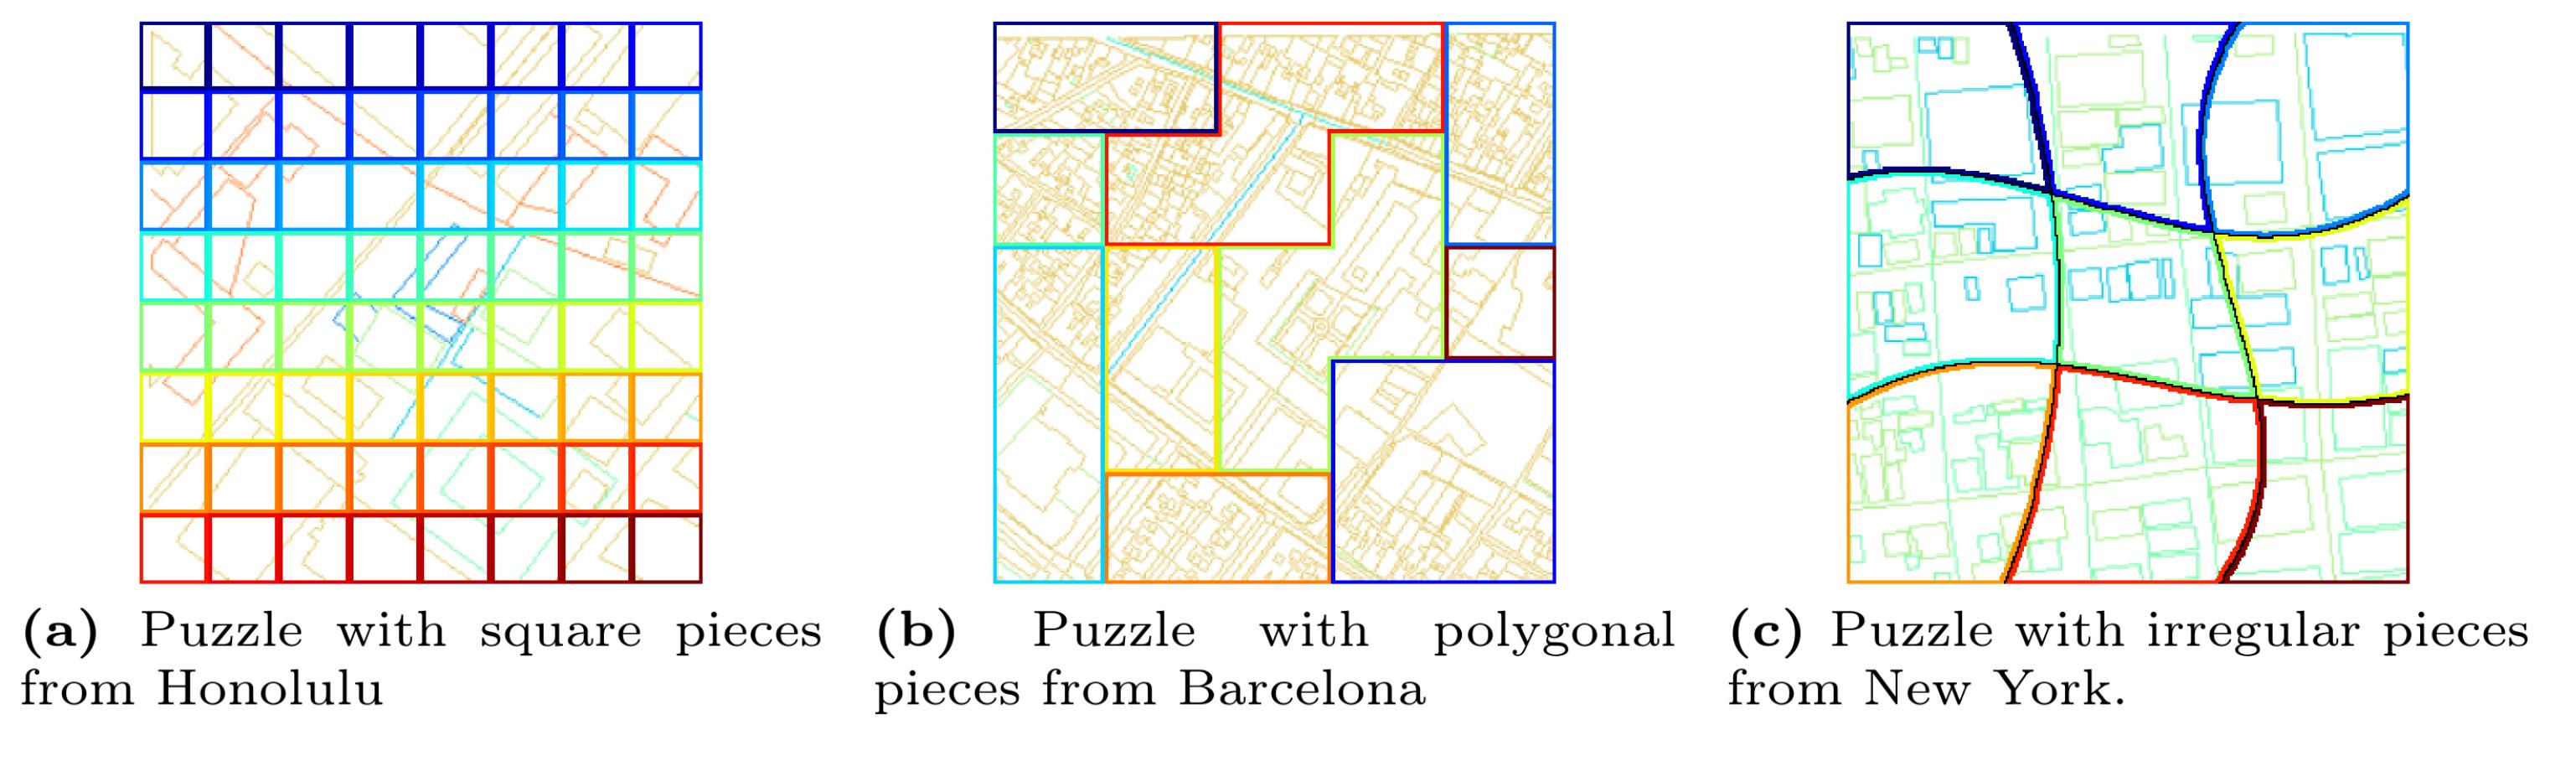 (a) Puzzle with square pieces
from Honolulu
(b) Puzzle with polygonal
pieces from Barcelona
(c) Puzzle with irregular pieces
from New York.